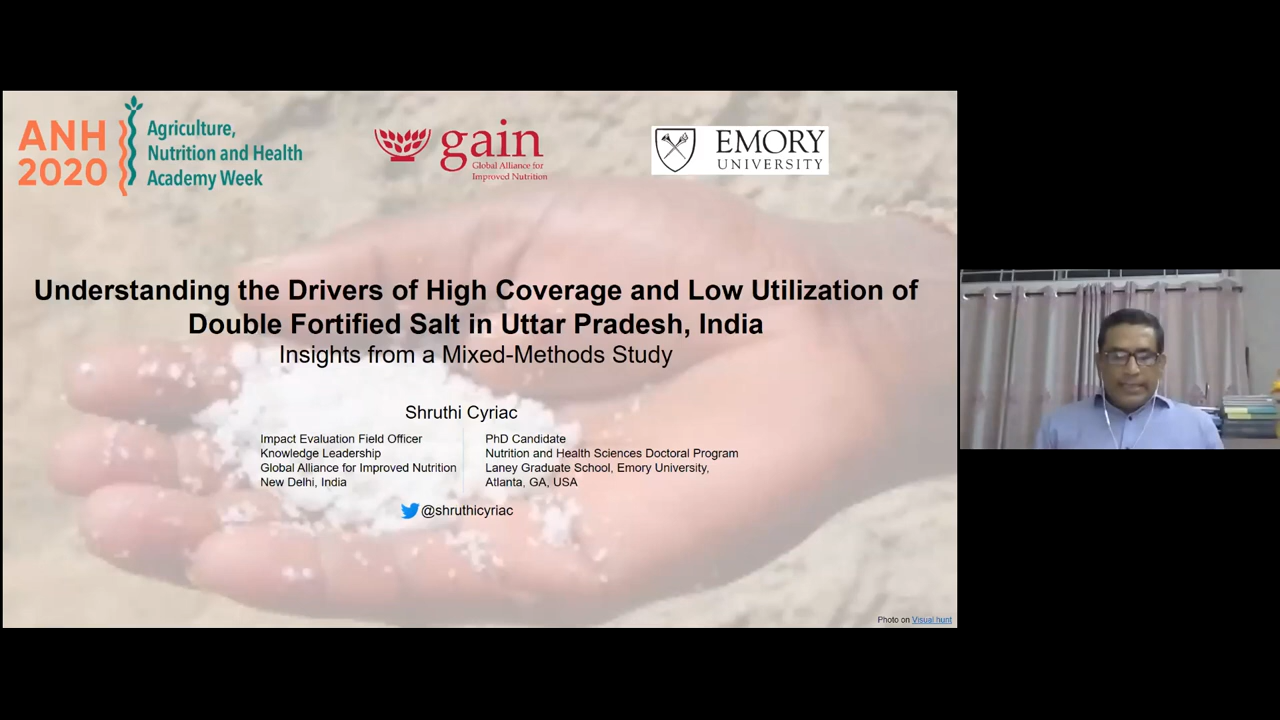 ANH
2020
Agriculture,
Nutrition and Health
Academy Week
gain
Global Alliance for
Improved Nutrition
EMORY
UNIVERSITY
Understanding the Drivers of High Coverage and Low Utilization of
Double Fortified Salt in Uttar Pradesh, India
Insights from a Mixed-Methods Study
Shruthi Cyriac
Impact Evaluation Field Officer
Knowledge Leadership
Global Alliance for Improved Nutrition
New Delhi, India
PhD Candidate
Nutrition and Health Sciences Doctoral Program
Laney Graduate School, Emory University,
Atlanta, GA, USA
@shruthicyriac
Photo on Visual hunt